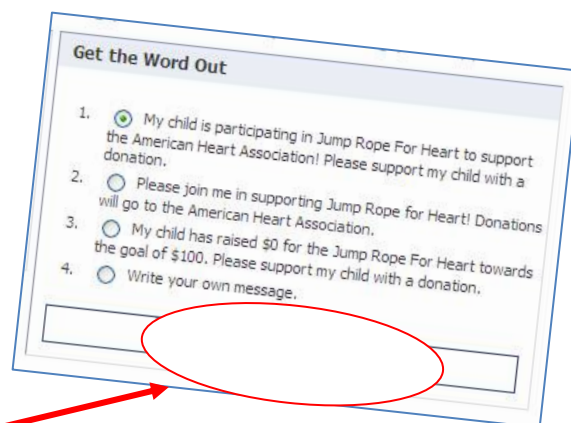 Get the Word Out
1. My child is participating in Jump Rope For Heart to support
the American Heart Association! Please support my child with a
donation.
2. Please join me in supporting Jump Rope for Heart! Donations
will go to the American Heart Association.
3. My child has raised $0 for the Jump Rope For Heart towards
the goal of $100. Please support my child with a donation.
4. Write your own message.